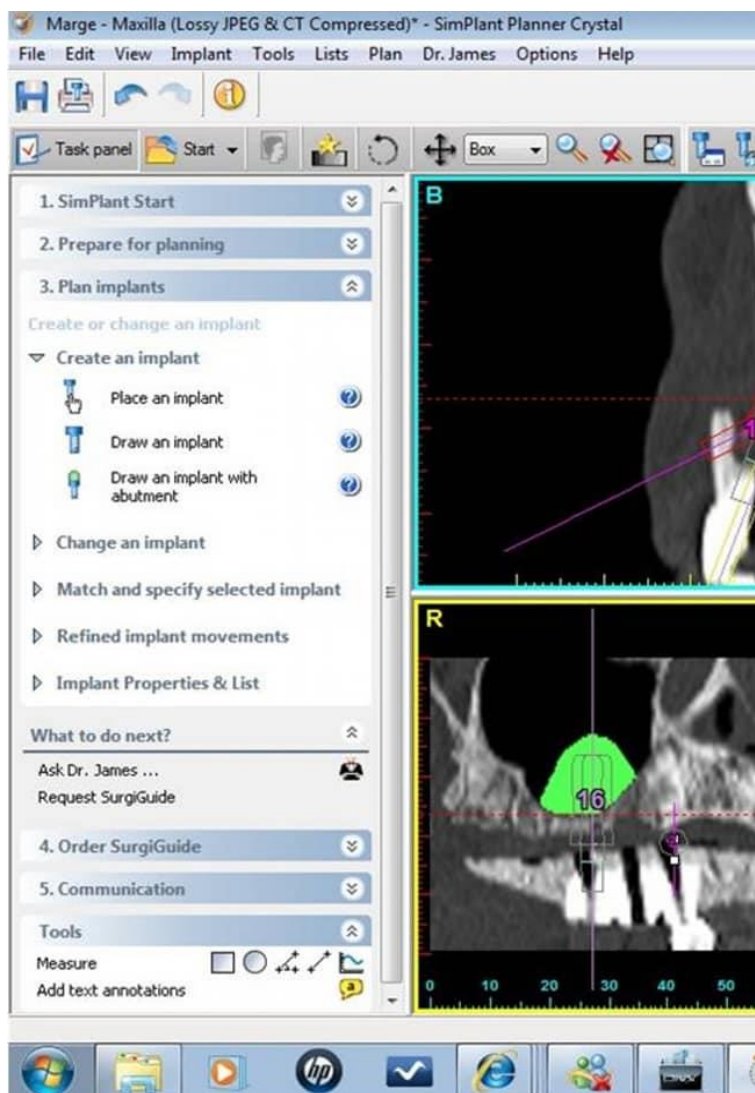 Marge - Maxilla (Lossy JPEG & CT Compressed)* - SimPlant Planner Crystal
File Edit View Implant Tools Lists Plan Dr. James Options Help
Task panel Start Box
1. SimPlant Start
2. Prepare for planning
3. Plan implants
Create or change an implant
Create an implant
Place an implant
Draw an implant
Draw an implant with
abutment
Change an implant
Match and specify selected implant
Refined implant movements
Implant Properties & List
What to do next?
Ask Dr. James ...
Request SurgiGuide
4. Order SurgiGuide
5. Communication
Tools
Measure
Add text annotations
a
B
1
R
16
0 10 20 30 40 50
hp